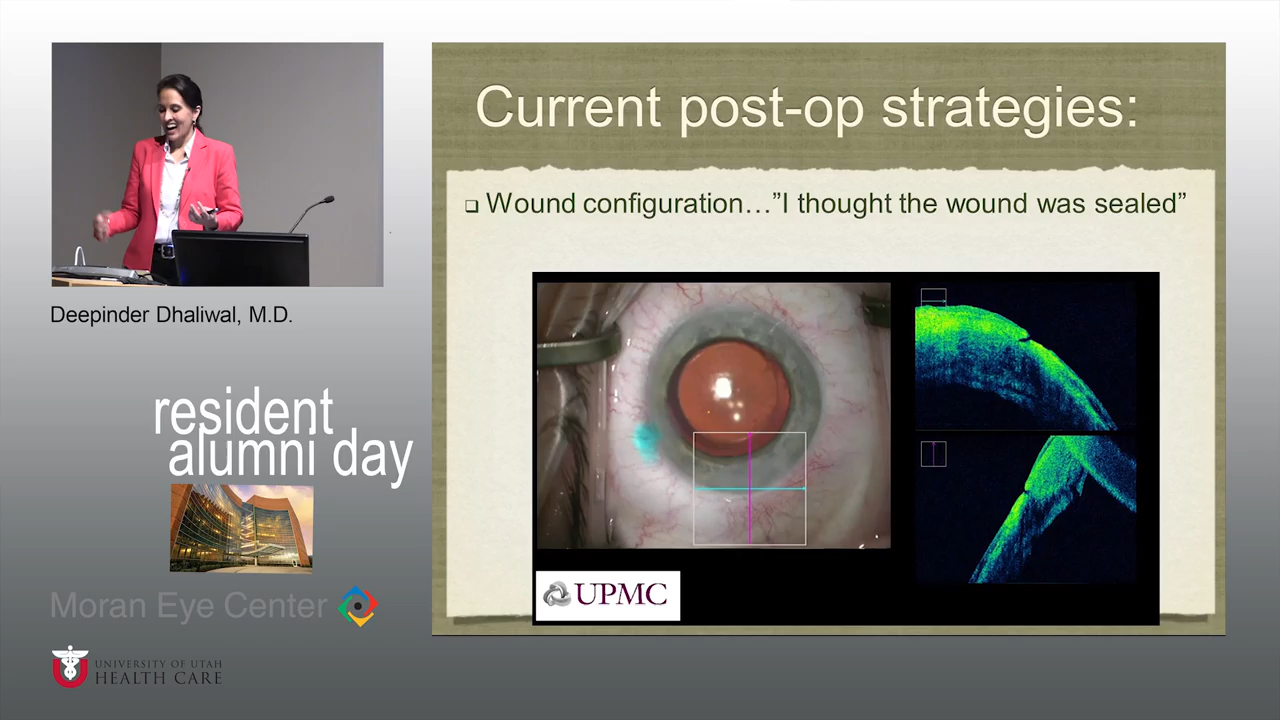 Current post-op strategies:
Wound configuration…”I thought the wound was sealed”
UPMC
Deepinder Dhaliwal, M.D.
resident
alumni day
Moran Eye Center
UNIVERSITY OF UTAH
HEALTH CARE